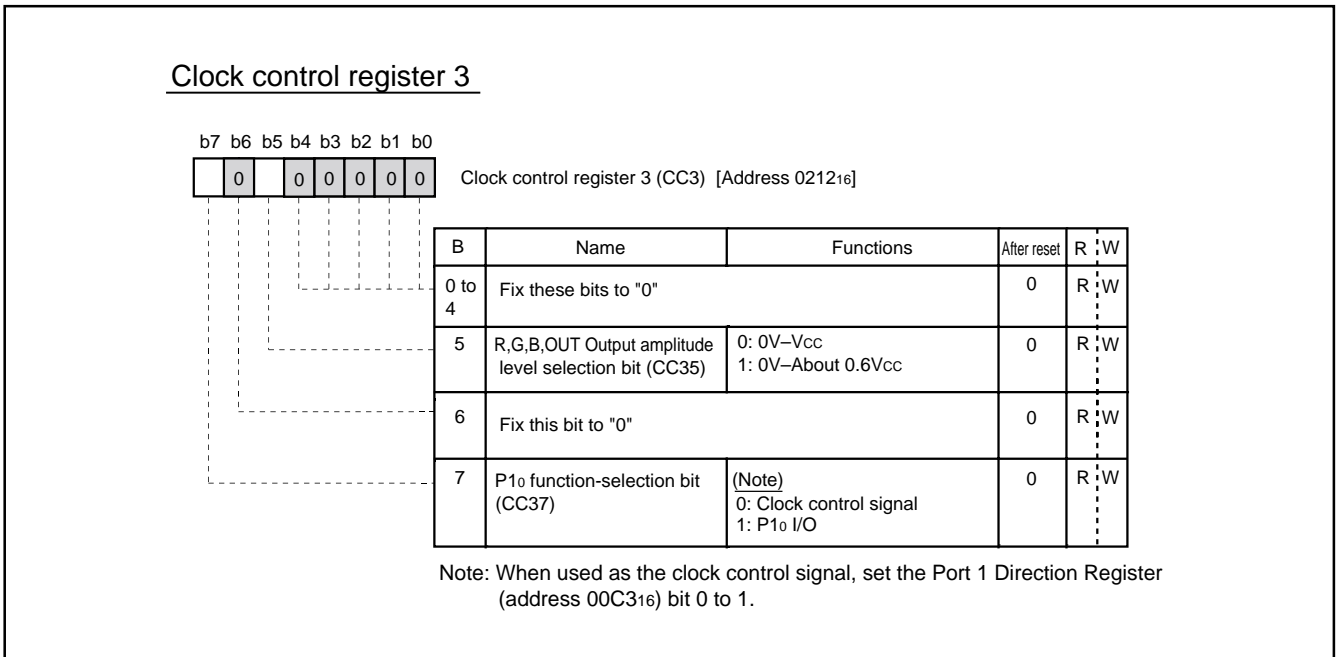 Clock control register 3
b7 b6 b5 b4 b3 b2 b1 b0
0 0 0 0 0 0
Clock control register 3 (CC3) [Address 021216]
B Name Functions After reset R W
0 to 4 Fix these bits to "0" 0 R W
5 R,G,B,OUT Output amplitude level selection bit (CC35) 0: 0V–VCC 0 R W
1: 0V–About 0.6VCC
6 Fix this bit to "0" 0 R W
7 P10 function-selection bit (CC37) (Note) 0 R W
0: Clock control signal
1: P10 I/O
Note: When used as the clock control signal, set the Port 1 Direction Register
(address 00C316) bit 0 to 1.